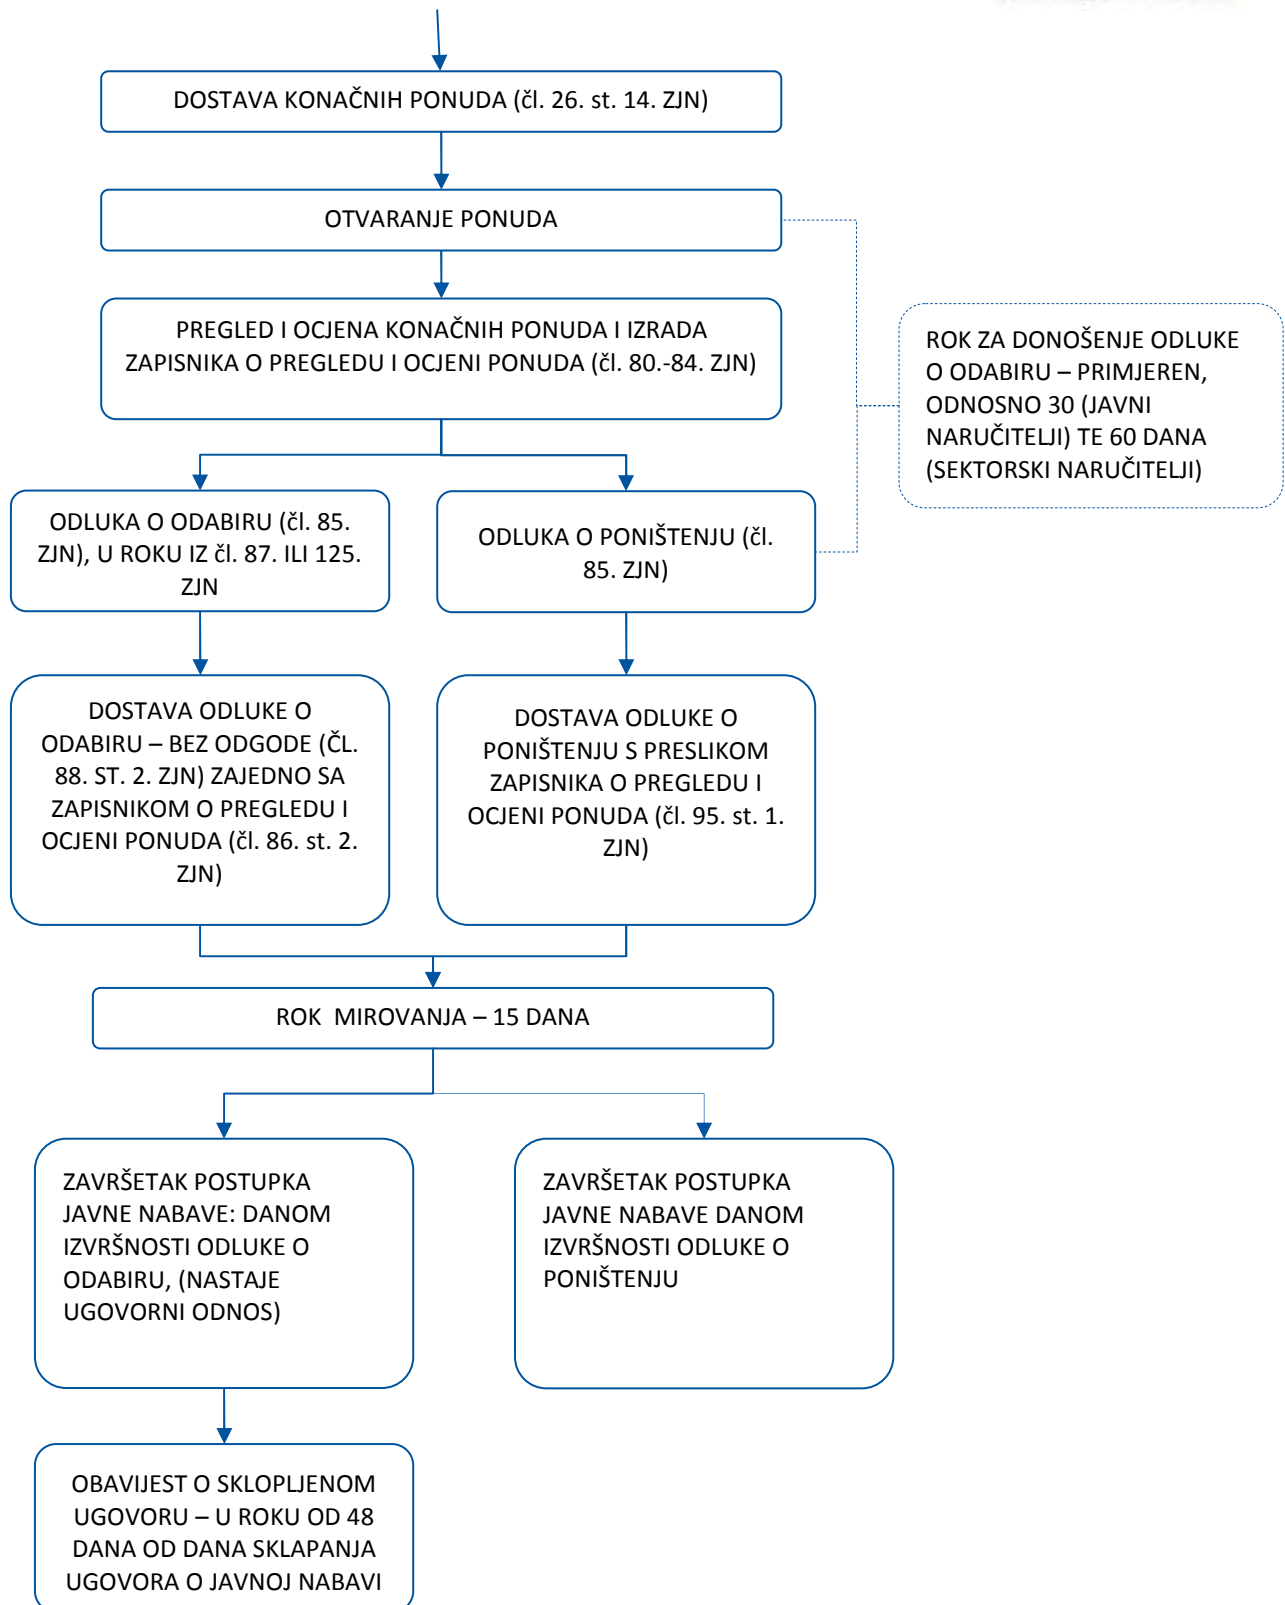 DOSTAVA KONAČNIH PONUDA (čl. 26. st. 14. ZJN)
OTVARANJE PONUDA
PREGLED I OCJENA KONAČNIH PONUDA I IZRADA
ZAPISNIKA O PREGLEDU I OCJENI PONUDA (čl. 80.-84. ZJN)
ROK ZA DONOŠENJE ODLUKE
O ODABIRU – PRIMJEREN,
ODNOSNO 30 (JAVNI
NARUČITELJI) TE 60 DANA
(SEKTORSKI NARUČITELJI)
ODLUKA O ODABIRU (čl. 85.
ZJN), U ROKU IZ čl. 87. ILI 125.
ZJN
ODLUKA O PONIŠTENJU (čl.
85. ZJN)
DOSTAVA ODLUKE O
ODABIRU – BEZ ODGODE (ČL.
88. ST. 2. ZJN) ZAJEDNO SA
ZAPISNIKOM O PREGLEDU I
OCJENI PONUDA (čl. 86. st. 2.
ZJN)
DOSTAVA ODLUKE O
PONIŠTENJU S PRESLIKOM
ZAPISNIKA O PREGLEDU I
OCJENI PONUDA (čl. 95. st. 1.
ZJN)
ROK  MIROVANJA – 15 DANA
ZAVRŠETAK POSTUPKA
JAVNE NABAVE: DANOM
IZVRŠNOSTI ODLUKE O
ODABIRU, (NASTAJE
UGOVORNI ODNOS)
ZAVRŠETAK POSTUPKA
JAVNE NABAVE DANOM
IZVRŠNOSTI ODLUKE O
PONIŠTENJU
OBAVIJEST O SKLOPLJENOM
UGOVORU – U ROKU OD 48
DANA OD DANA SKLAPANJA
UGOVORA O JAVNOJ NABAVI